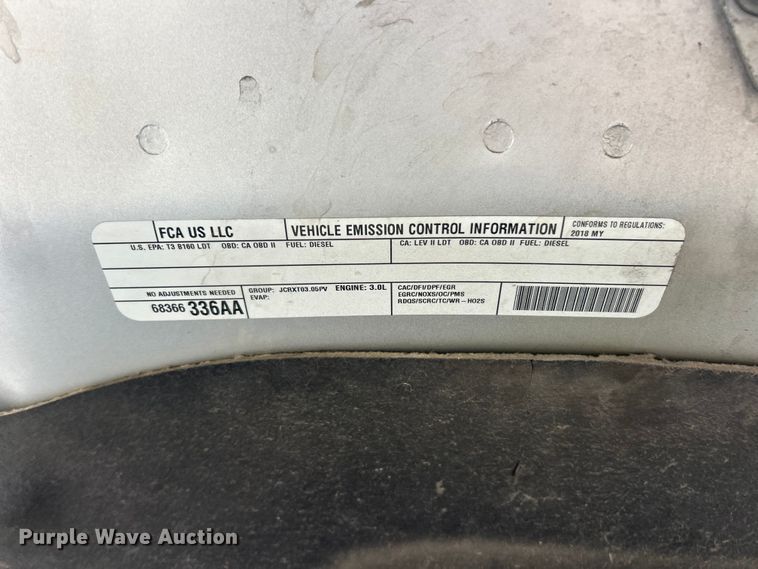 FCA US LLC
VEHICLE EMISSION CONTROL INFORMATION
CONFORMS TO REGULATIONS:
2018 MY
U.S. EPA: T3 B160 LDT OBD: CA OBD II FUEL: DIESEL
CA: LEV II LDT OBD: CA OBD II FUEL: DIESEL
NO ADJUSTMENTS NEEDED
68366 336AA
GROUP: JCRXT03.05PV ENGINE: 3.0L
EVAP:
CAC/DFI/DPF/EGR
EGRC/NOXS/OC/PMS
RDQS/SCRC/TC/WR-HO2S
Purple Wave Auction